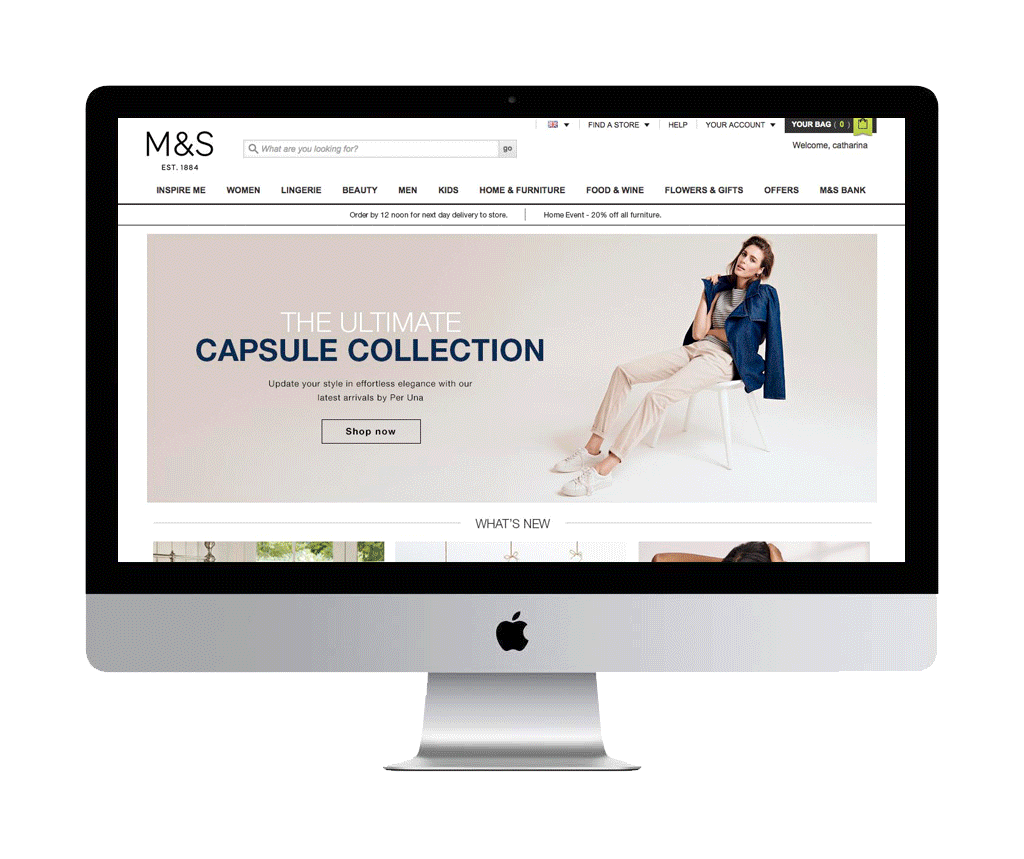 FIND A STORE
HELP
YOUR ACCOUNT
YOUR BAG ( 0 )
M&S
EST. 1884
What are you looking for?
go
Welcome, catharina
INSPIRE ME
WOMEN
LINGERIE
BEAUTY
MEN
KIDS
HOME & FURNITURE
FOOD & WINE
FLOWERS & GIFTS
OFFERS
M&S BANK
Order by 12 noon for next day delivery to store.
Home Event - 20% off all furniture.
THE ULTIMATE
CAPSULE COLLECTION
Update your style in effortless elegance with our
latest arrivals by Per Una
Shop now
WHAT'S NEW